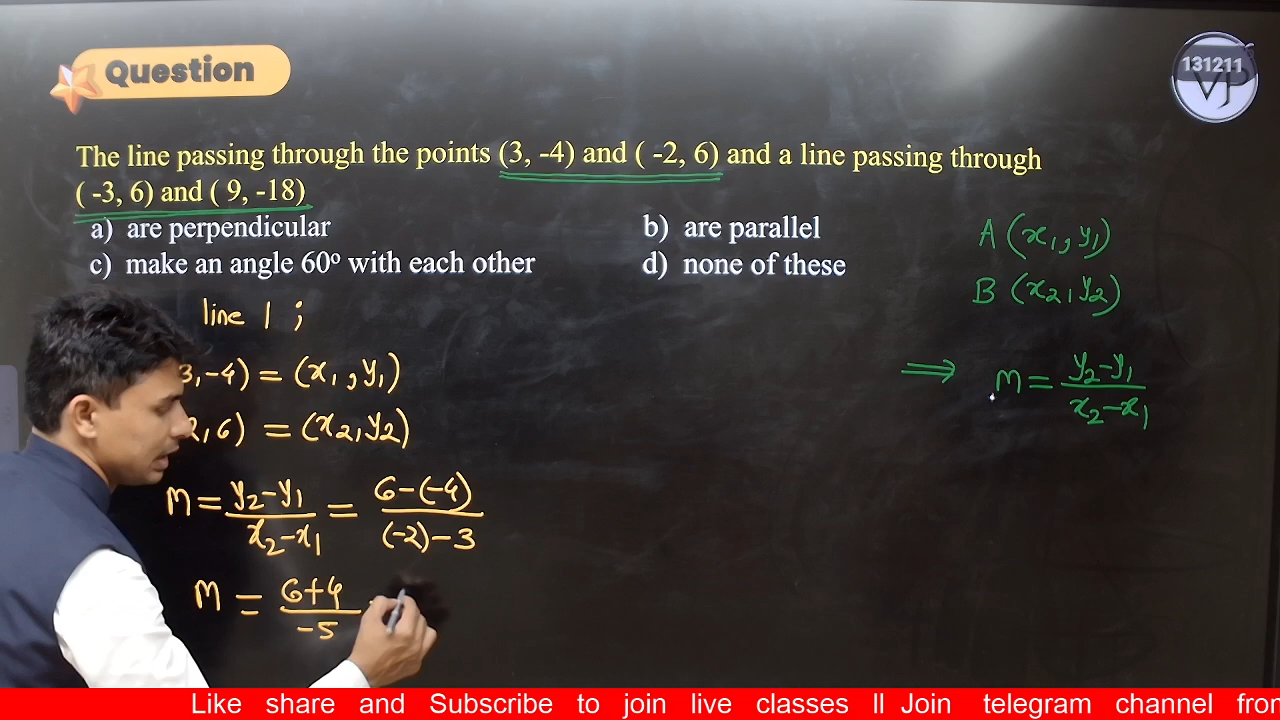 Question
131211
VP
The line passing through the points (3, -4) and ( -2, 6) and a line passing through
( -3, 6) and ( 9, -18)
a) are perpendicular
b) are parallel
c) make an angle 60° with each other
d) none of these
A (x₁, y₁)
B (x₂, y₂)
⇒ m = y₂-y₁ / x₂-x₁
line 1 ;
3,-4) = (x₁, y₁)
2,6) = (x₂, y₂)
M = y₂-y₁ / x₂-x₁ = 6-(-4) / (-2)-3
M = 6+4 / -5
Like share and Subscribe to join live classes ll Join telegram channel fror